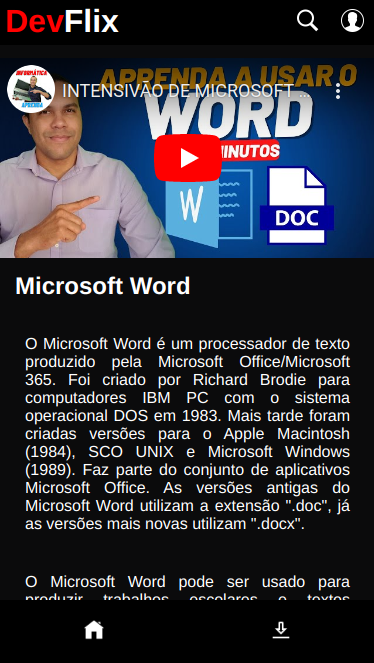 DevFlix
INFORMÁTICA
APRENDA
INTENSIVÃO DE MICROSOFT ...
APRENDA A USAR O
WORD
MINUTOS
W
DOC
Microsoft Word
O Microsoft Word é um processador de texto
produzido pela Microsoft Office/Microsoft
365. Foi criado por Richard Brodie para
computadores IBM PC com o sistema
operacional DOS em 1983. Mais tarde foram
criadas versões para o Apple Macintosh
(1984), SCO UNIX e Microsoft Windows
(1989). Faz parte do conjunto de aplicativos
Microsoft Office. As versões antigas do
Microsoft Word utilizam a extensão ".doc", já
as versões mais novas utilizam ".docx".
O Microsoft Word pode ser usado para
produzir trabalhos escolares e textos